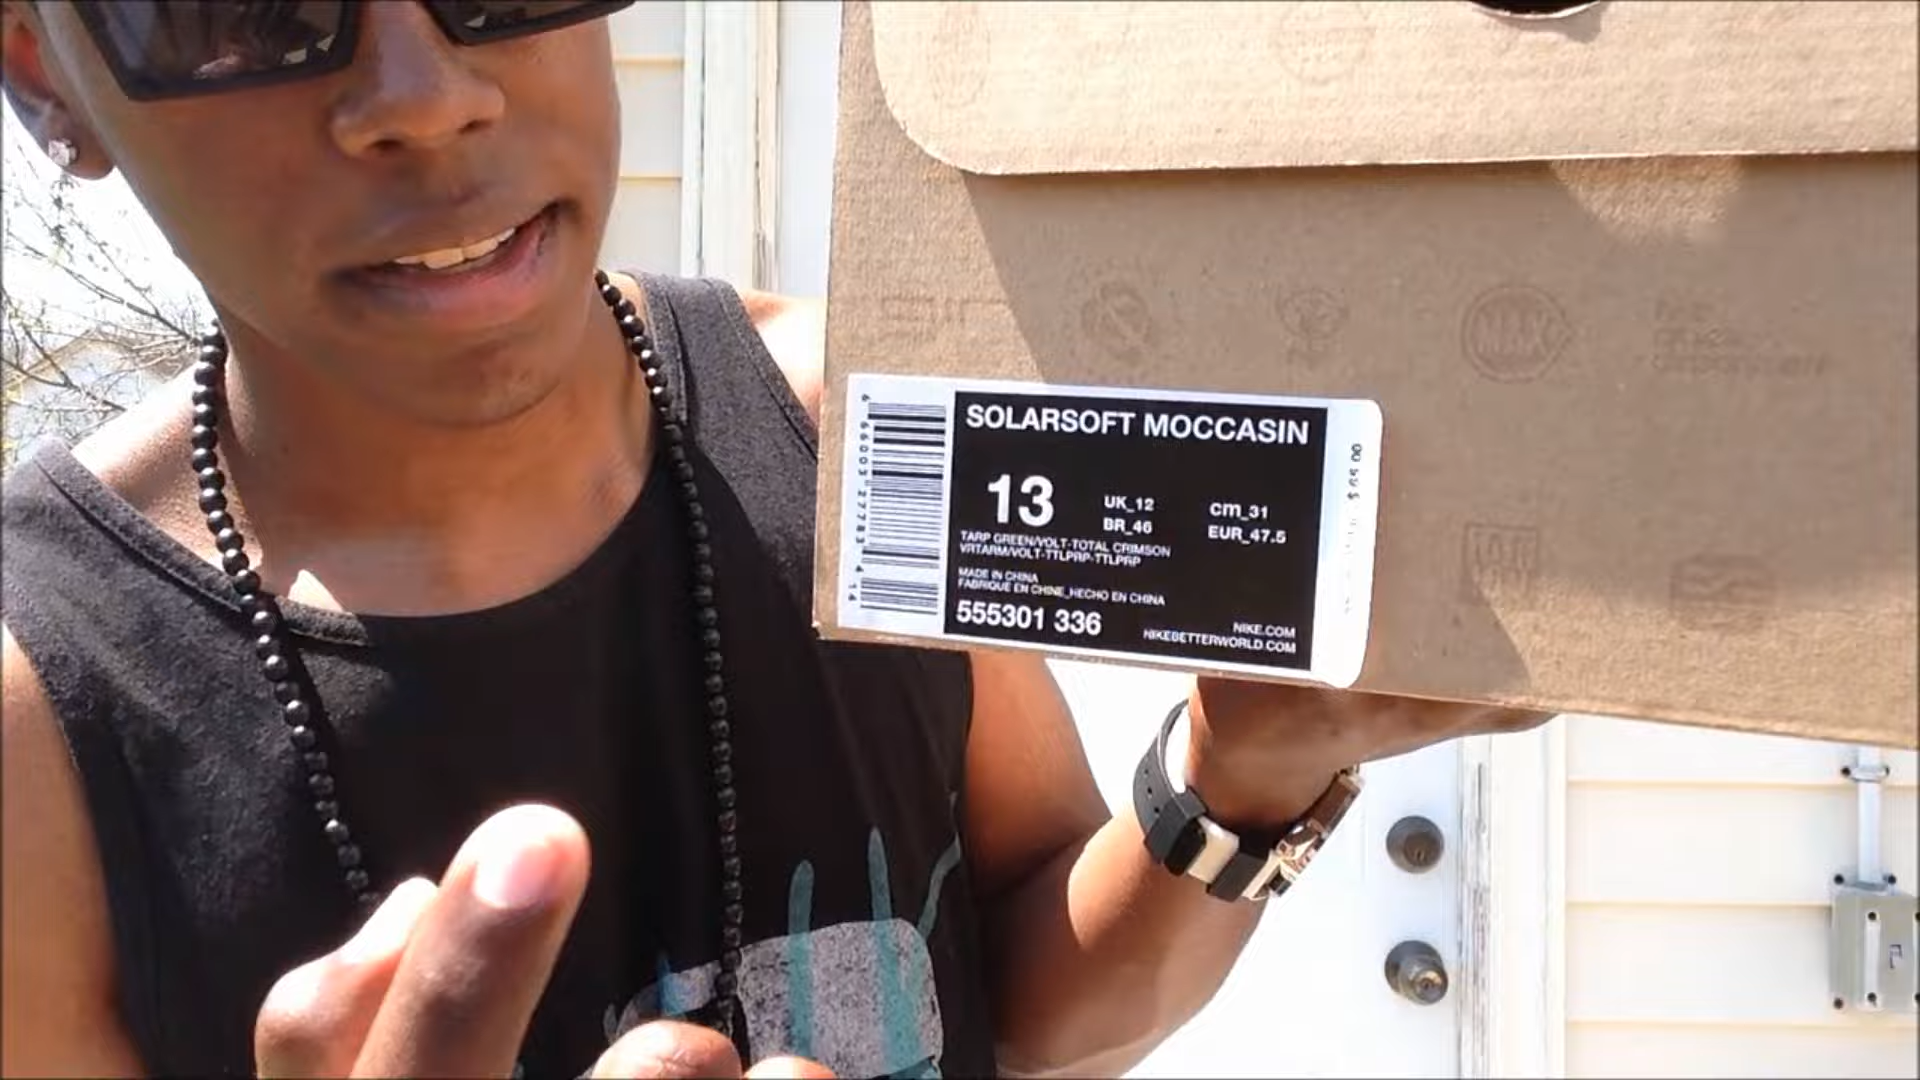 MAX
SOLARSOFT MOCCASIN
13
UK_12
cm_31
BR_46
EUR_47.5
TARP GREEN/VOLT-TOTAL CRIMSON
VRTARM/VOLT-TTLPRP-TTLPRP
MADE IN CHINA
FABRIQUE EN CHINE_HECHO EN CHINA
555301 336
NIKE.COM
NIKEBETTERWORLD.COM